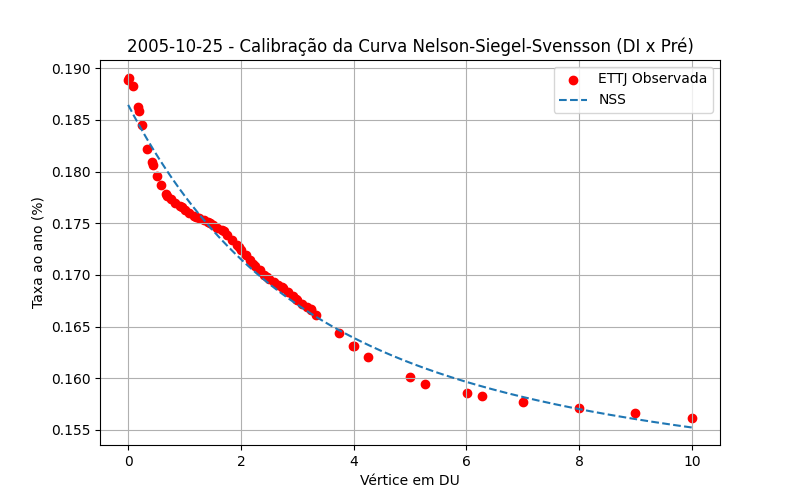 2005-10-25 - Calibração da Curva Nelson-Siegel-Svensson (DI x Pré)
ETTJ Observada
NSS
Taxa ao ano (%)
0.190
0.185
0.180
0.175
0.170
0.165
0.160
0.155
0 2 4 6 8 10
Vértice em DU